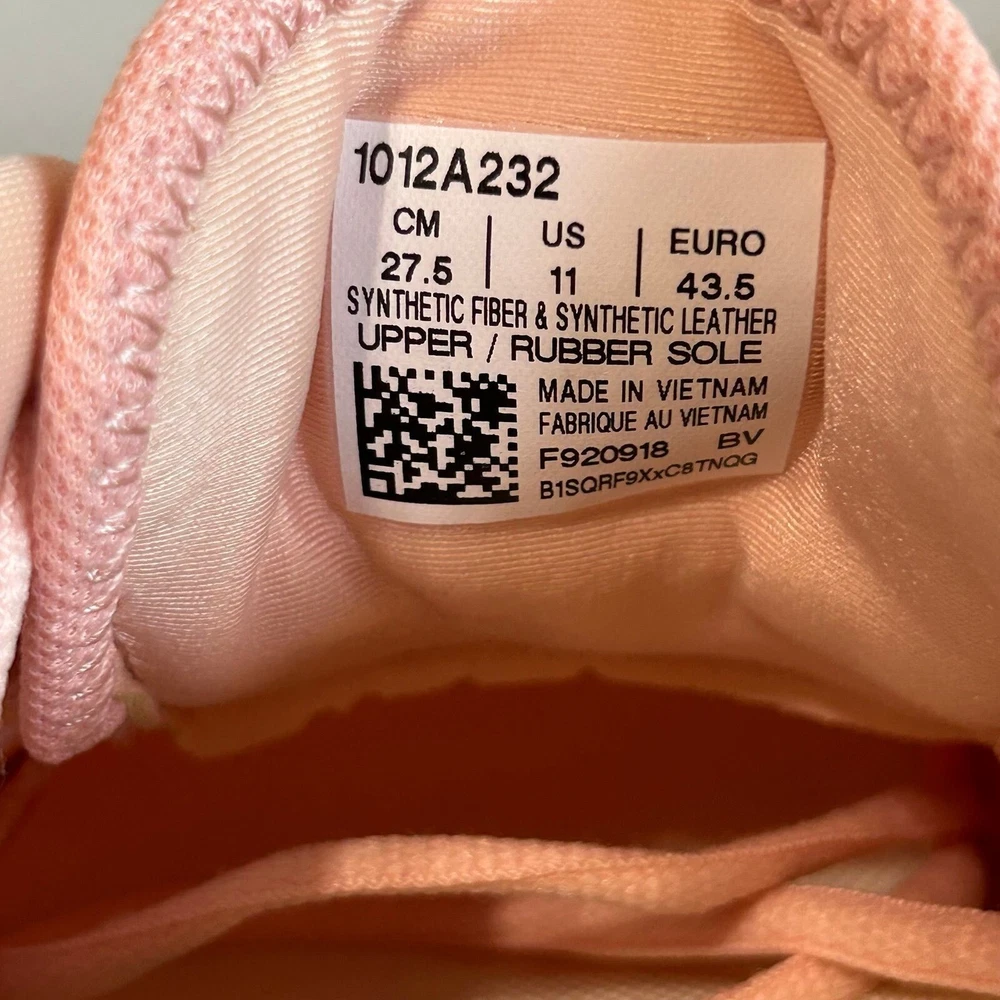 1012A232
CM | US | EURO
27.5 | 11 | 43.5
SYNTHETIC FIBER & SYNTHETIC LEATHER
UPPER / RUBBER SOLE
MADE IN VIETNAM
FABRIQUE AU VIETNAM
F920918 BV
B1SQRF9XxC8TNQG